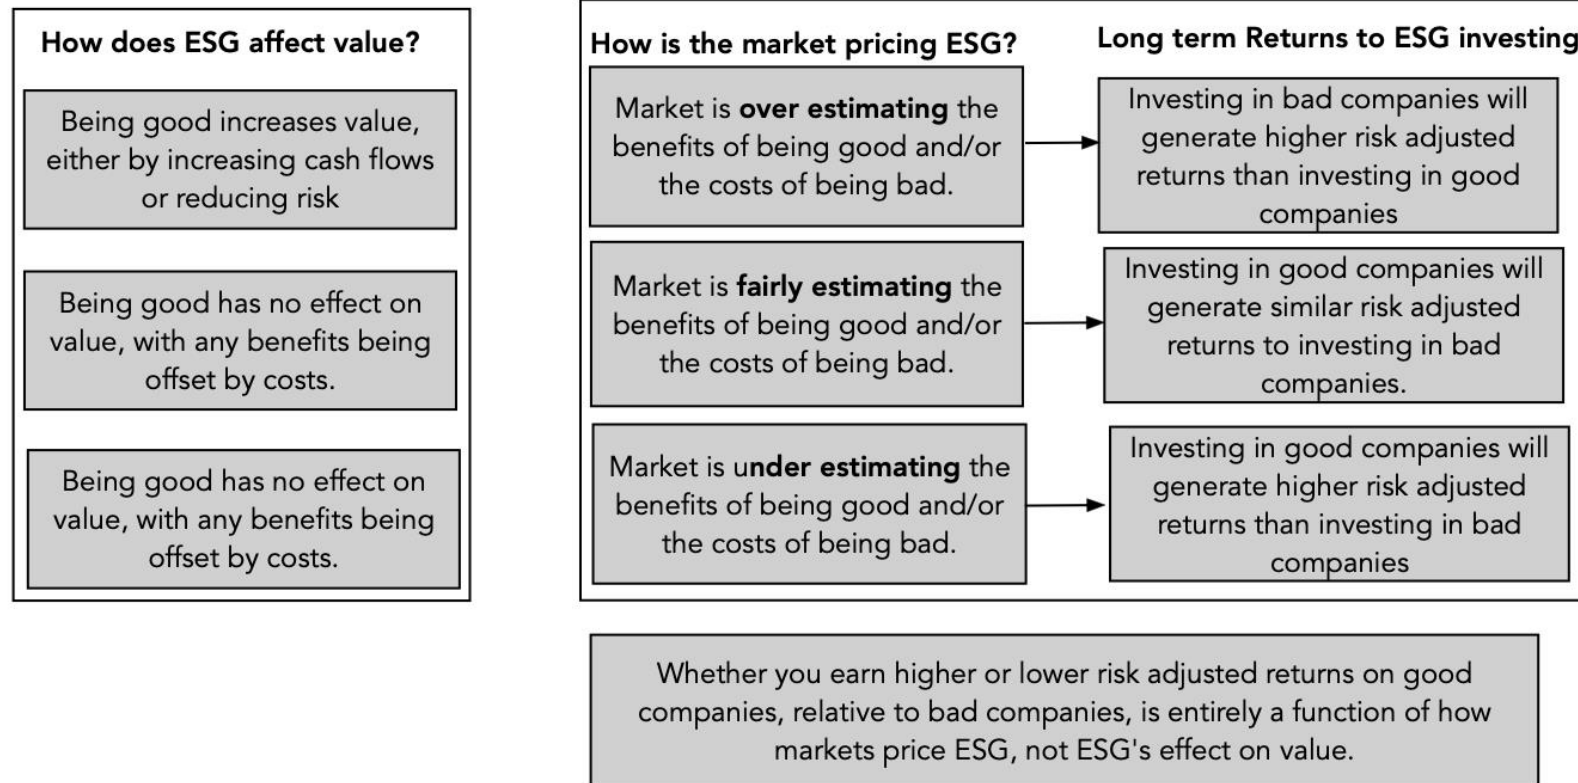 How does ESG affect value?
Being good increases value,
either by increasing cash flows
or reducing risk
Being good has no effect on
value, with any benefits being
offset by costs.
Being good has no effect on
value, with any benefits being
offset by costs.
How is the market pricing ESG?
Long term Returns to ESG investing
Market is over estimating the
benefits of being good and/or
the costs of being bad.
Investing in bad companies will
generate higher risk adjusted
returns than investing in good
companies
Market is fairly estimating the
benefits of being good and/or
the costs of being bad.
Investing in good companies will
generate similar risk adjusted
returns to investing in bad
companies.
Market is under estimating the
benefits of being good and/or
the costs of being bad.
Investing in good companies will
generate higher risk adjusted
returns than investing in bad
companies
Whether you earn higher or lower risk adjusted returns on good
companies, relative to bad companies, is entirely a function of how
markets price ESG, not ESG's effect on value.